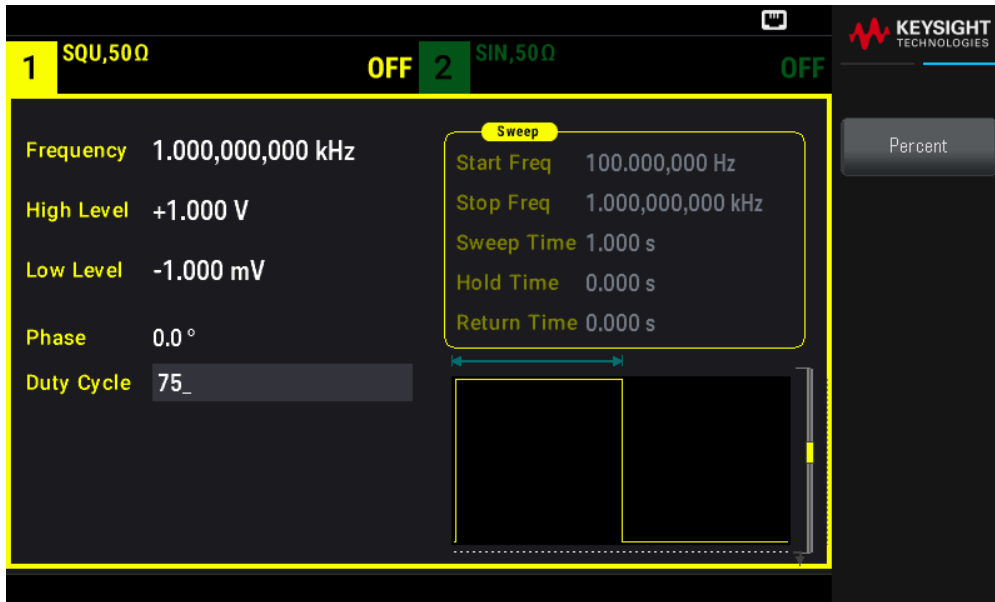 KEYSIGHT
TECHNOLOGIES
1 SQU,50Ω OFF 2 SIN,50Ω OFF
Percent
Frequency 1.000,000,000 kHz
High Level +1.000 V
Low Level -1.000 mV
Phase 0.0 °
Duty Cycle 75_
Sweep
Start Freq 100.000,000 Hz
Stop Freq 1.000,000,000 kHz
Sweep Time 1.000 s
Hold Time 0.000 s
Return Time 0.000 s